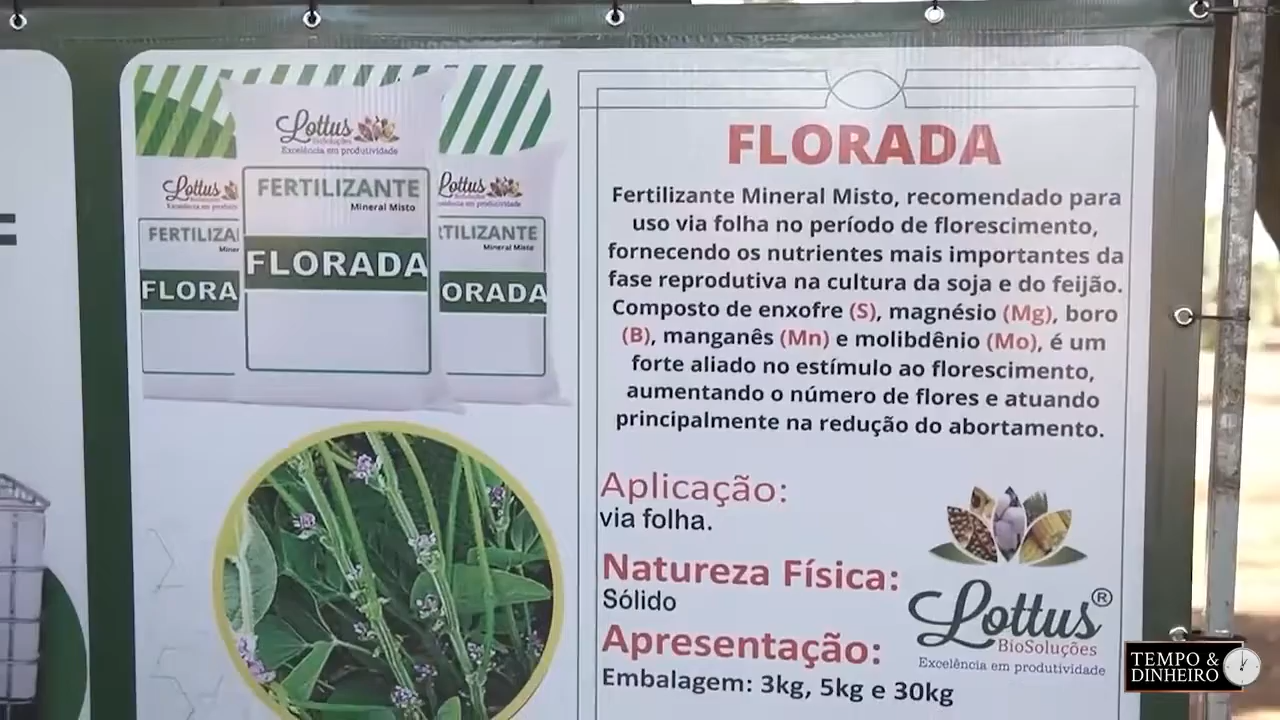 Lottus
BioSoluções
Excelência em produtividade
FERTILIZANTE
Mineral Misto
FLORADA
Lottus
FERTILIZA
Miner
FLORA
Lottus
RTILIZANTE
Mineral Misto
ORADA
FLORADA
Fertilizante Mineral Misto, recomendado para
uso via folha no período de florescimento,
fornecendo os nutrientes mais importantes da
fase reprodutiva na cultura da soja e do feijão.
Composto de enxofre (S), magnésio (Mg), boro
(B), manganês (Mn) e molibdênio (Mo), é um
forte aliado no estímulo ao florescimento,
aumentando o número de flores e atuando
principalmente na redução do abortamento.
Aplicação:
via folha.
Natureza Física:
Sólido
Apresentação:
Embalagem: 3kg, 5kg e 30kg
Lottus®
BioSoluções
Excelência em produtividade
TEMPO &
DINHEIRO